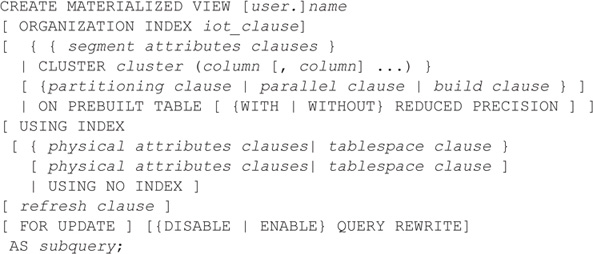 CREATE MATERIALIZED VIEW [user.]name
[ ORGANIZATION INDEX iot_clause]
[ { { segment attributes clauses }
| CLUSTER cluster (column [, column] ...) }
[ {partitioning clause | parallel clause | build clause } ]
| ON PREBUILT TABLE [ {WITH | WITHOUT} REDUCED PRECISION ] ]
[ USING INDEX
[ { physical attributes clauses| tablespace clause }
[ physical attributes clauses| tablespace clause ]
| USING NO INDEX ]
[ refresh clause ]
[ FOR UPDATE ] [{DISABLE | ENABLE} QUERY REWRITE]
AS subquery;